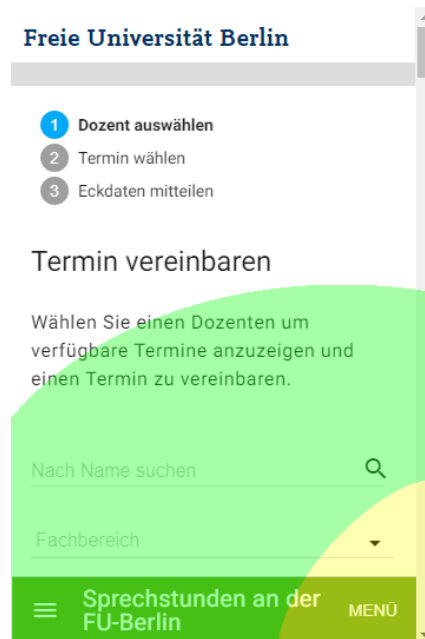 Freie Universität Berlin
1 Dozent auswählen
2 Termin wählen
3 Eckdaten mitteilen
Termin vereinbaren
Wählen Sie einen Dozenten um
verfügbare Termine anzuzeigen und
einen Termin zu vereinbaren.
Nach Name suchen
Fachbereich
Sprechstunden an der
FU-Berlin
MENÜ